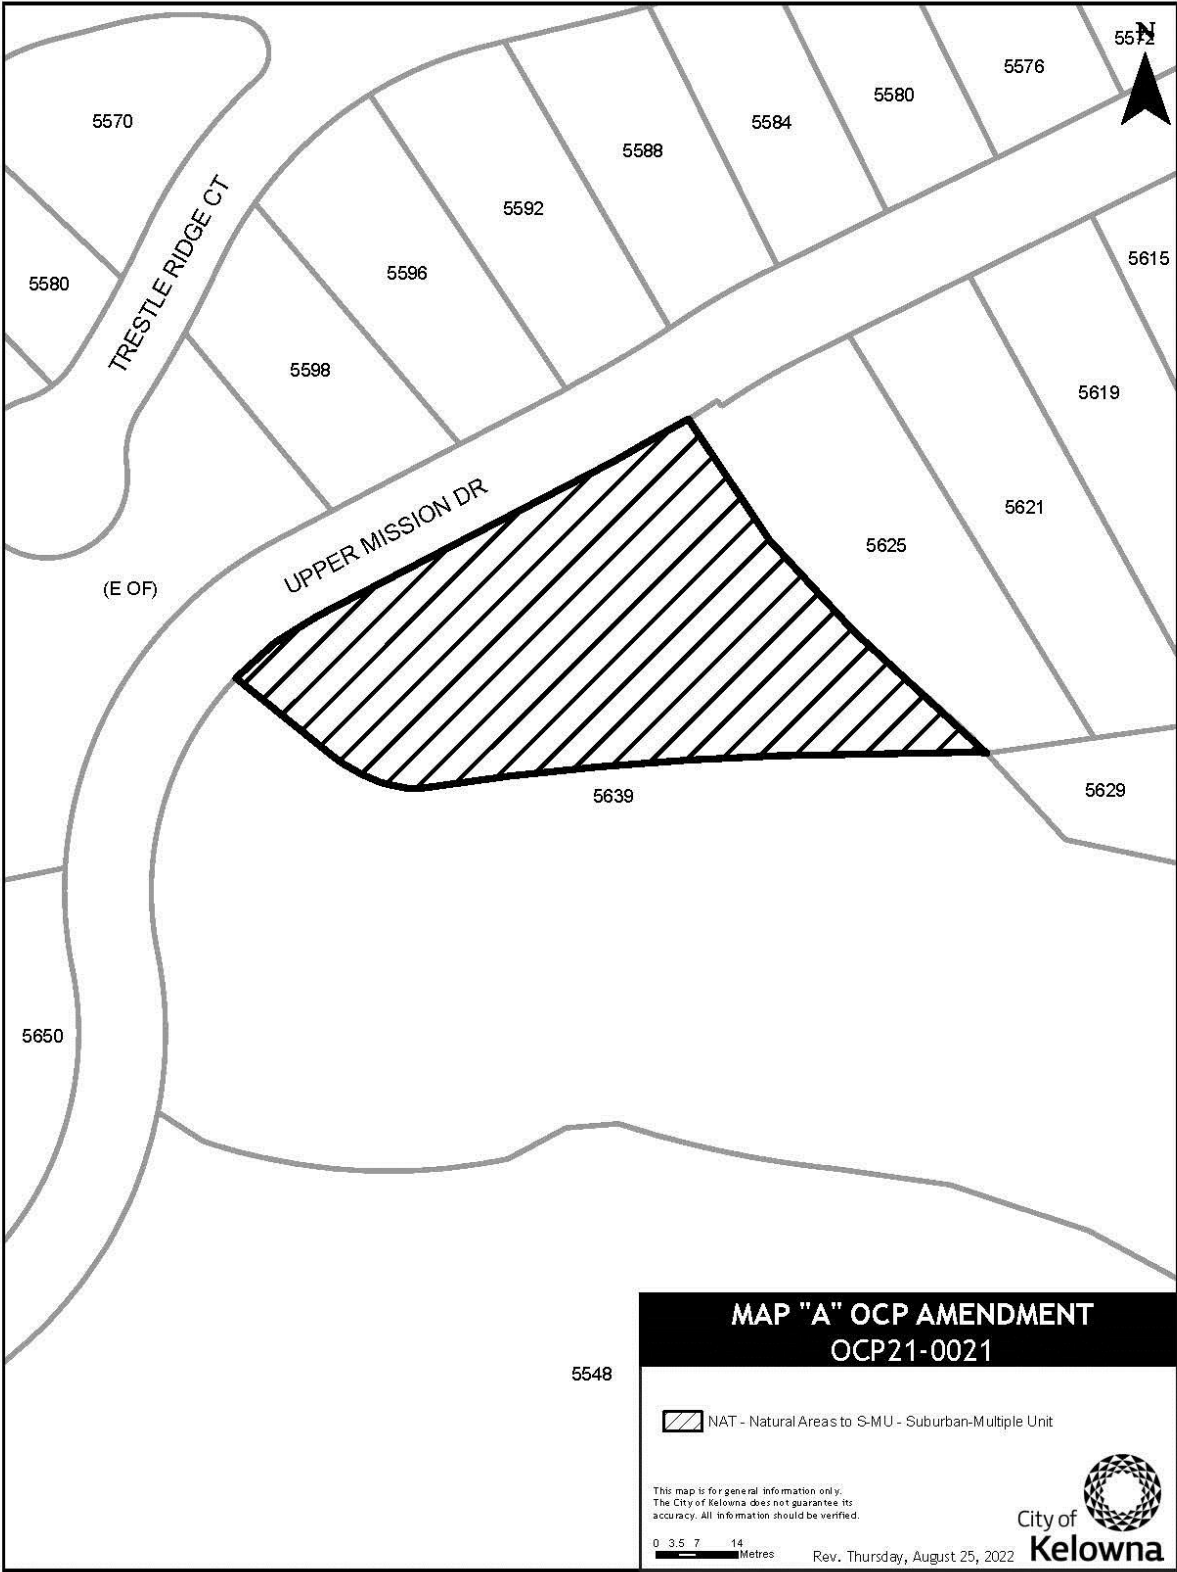 N
5572
5576
5580
5584
5588
5592
5596
5598
5570
5580
TRESTLE RIDGE CT
5615
5619
5621
5625
UPPER MISSION DR
(E OF)
5639
5629
5650
5548
MAP "A" OCP AMENDMENT
OCP21-0021
NAT - Natural Areas to S-MU - Suburban-Multiple Unit
This map is for general information only.
The City of Kelowna does not guarantee its
accuracy. All information should be verified.
0 3.5 7 14
Metres
Rev. Thursday, August 25, 2022
City of
Kelowna